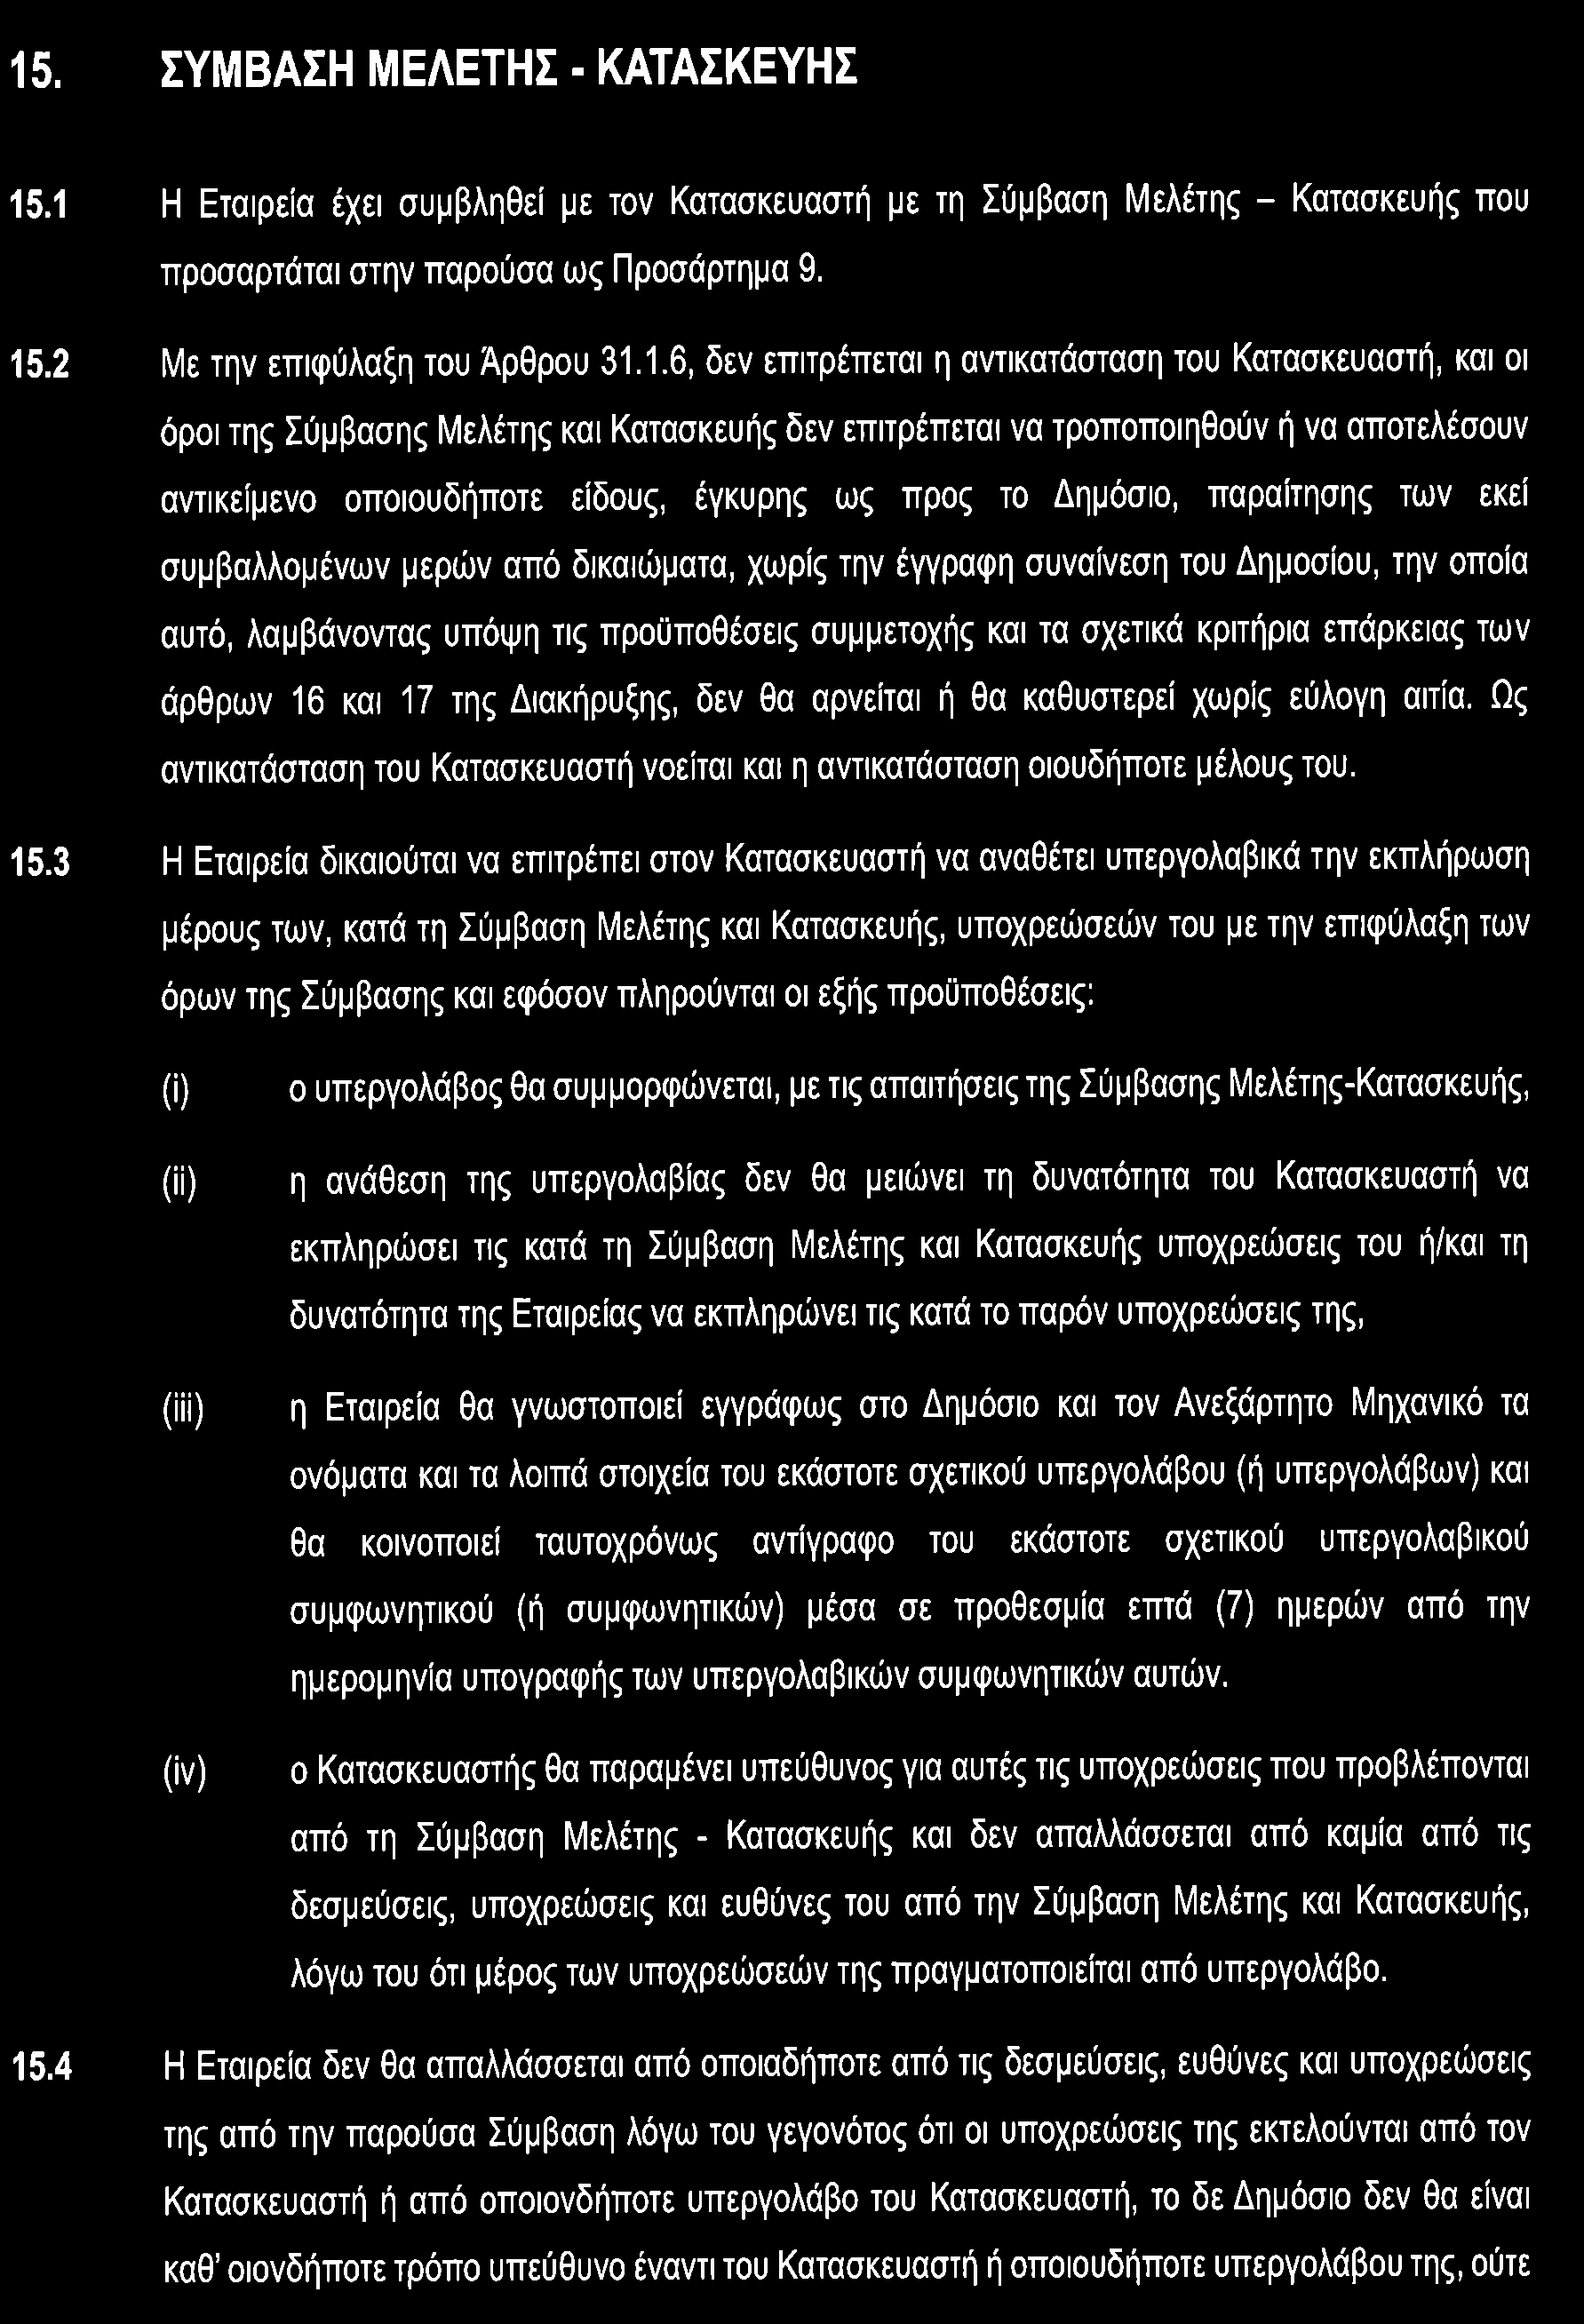 15. ΣΥΜΒΑΣΗ ΜΕΛΕΤΗΣ - ΚΑΤΑΣΚΕΥΗΣ
15.1 Η Εταιρεία έχει συμβληθεί με τον Κατασκευαστή με τη Σύμβαση Μελέτης – Κατασκευής που
προσαρτάται στην παρούσα ως Προσάρτημα 9.
15.2 Με την επιφύλαξη του Άρθρου 31.1.6, δεν επιτρέπεται η αντικατάσταση του Κατασκευαστή, και οι
όροι της Σύμβασης Μελέτης και Κατασκευής δεν επιτρέπεται να τροποποιηθούν ή να αποτελέσουν
αντικείμενο οποιουδήποτε είδους, έγκυρης ως προς το Δημόσιο, παραίτησης των εκεί
συμβαλλομένων μερών από δικαιώματα, χωρίς την έγγραφη συναίνεση του Δημοσίου, την οποία
αυτό, λαμβάνοντας υπόψη τις προϋποθέσεις συμμετοχής και τα σχετικά κριτήρια επάρκειας των
άρθρων 16 και 17 της Διακήρυξης, δεν θα αρνείται ή θα καθυστερεί χωρίς εύλογη αιτία. Ως
αντικατάσταση του Κατασκευαστή νοείται και η αντικατάσταση οιουδήποτε μέλους του.
15.3 Η Εταιρεία δικαιούται να επιτρέπει στον Κατασκευαστή να αναθέτει υπεργολαβικά την εκπλήρωση
μέρους των, κατά τη Σύμβαση Μελέτης και Κατασκευής, υποχρεώσεών του με την επιφύλαξη των
όρων της Σύμβασης και εφόσον πληρούνται οι εξής προϋποθέσεις:
(i) ο υπεργολάβος θα συμμορφώνεται, με τις απαιτήσεις της Σύμβασης Μελέτης-Κατασκευής,
(ii) η ανάθεση της υπεργολαβίας δεν θα μειώνει τη δυνατότητα του Κατασκευαστή να
εκπληρώσει τις κατά τη Σύμβαση Μελέτης και Κατασκευής υποχρεώσεις του ή/και τη
δυνατότητα της Εταιρείας να εκπληρώνει τις κατά το παρόν υποχρεώσεις της,
(iii) η Εταιρεία θα γνωστοποιεί εγγράφως στο Δημόσιο και τον Ανεξάρτητο Μηχανικό τα
ονόματα και τα λοιπά στοιχεία του εκάστοτε σχετικού υπεργολάβου (ή υπεργολάβων) και
θα κοινοποιεί ταυτοχρόνως αντίγραφο του εκάστοτε σχετικού υπεργολαβικού
συμφωνητικού (ή συμφωνητικών) μέσα σε προθεσμία επτά (7) ημερών από την
ημερομηνία υπογραφής των υπεργολαβικών συμφωνητικών αυτών.
(iv) ο Κατασκευαστής θα παραμένει υπεύθυνος για αυτές τις υποχρεώσεις που προβλέπονται
από τη Σύμβαση Μελέτης - Κατασκευής και δεν απαλλάσσεται από καμία από τις
δεσμεύσεις, υποχρεώσεις και ευθύνες του από την Σύμβαση Μελέτης και Κατασκευής,
λόγω του ότι μέρος των υποχρεώσεών της πραγματοποιείται από υπεργολάβο.
15.4 Η Εταιρεία δεν θα απαλλάσσεται από οποιαδήποτε από τις δεσμεύσεις, ευθύνες και υποχρεώσεις
της από την παρούσα Σύμβαση λόγω του γεγονότος ότι οι υποχρεώσεις της εκτελούνται από τον
Κατασκευαστή ή από οποιονδήποτε υπεργολάβο του Κατασκευαστή, το δε Δημόσιο δεν θα είναι
καθ’ οιονδήποτε τρόπο υπεύθυνο έναντι του Κατασκευαστή ή οποιουδήποτε υπεργολάβου της, ούτε